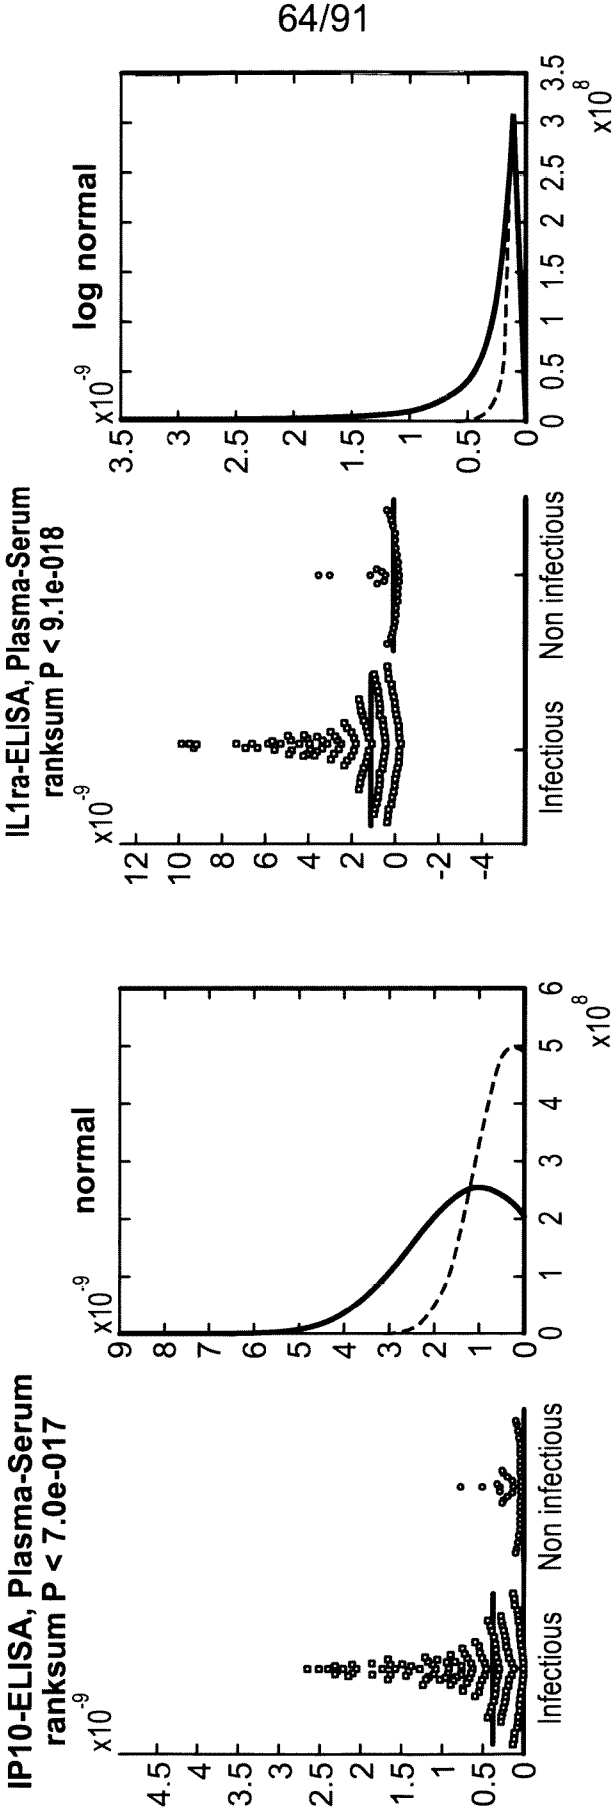 64/91
IP10-ELISA, Plasma-Serum
ranksum P < 7.0e-017
x10-9
4.5
4
3.5
3
2.5
2
1.5
1
0.5
0
Infectious
Non infectious
normal
x10-9
9
8
7
6
5
4
3
2
1
0
0 1 2 3 4 5 6
x10 8
IL1ra-ELISA, Plasma-Serum
ranksum P < 9.1e-018
x10-9
12
10
8
6
4
2
0
-2
-4
Infectious
Non infectious
log normal
x10-9
3.5
3
2.5
2
1.5
1
0.5
0
0 0.5 1 1.5 2 2.5 3 3.5
x10 8